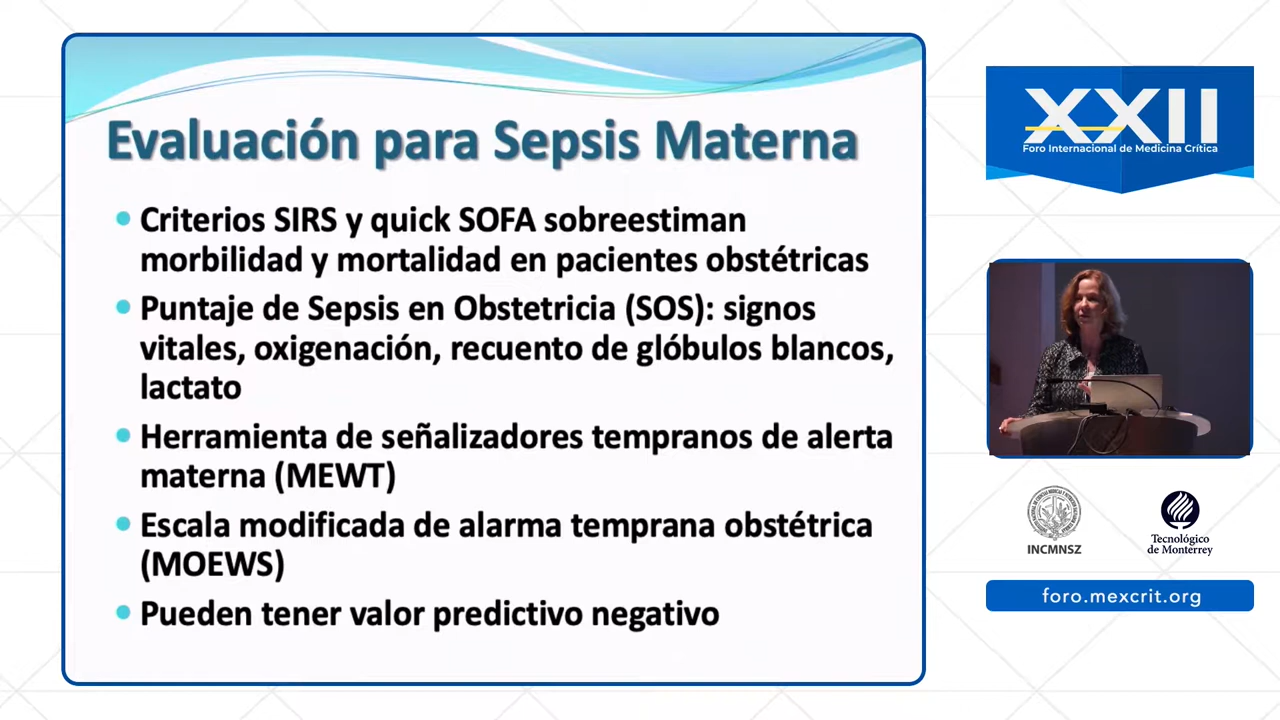 Evaluación para Sepsis Materna
Criterios SIRS y quick SOFA sobreestiman
morbilidad y mortalidad en pacientes obstétricas
Puntaje de Sepsis en Obstetricia (SOS): signos
vitales, oxigenación, recuento de glóbulos blancos,
lactato
Herramienta de señalizadores tempranos de alerta
materna (MEWT)
Escala modificada de alarma temprana obstétrica
(MOEWS)
Pueden tener valor predictivo negativo
XXII
Foro Internacional de Medicina Crítica
INCMNSZ
Tecnológico
de Monterrey
foro.mexcrit.org